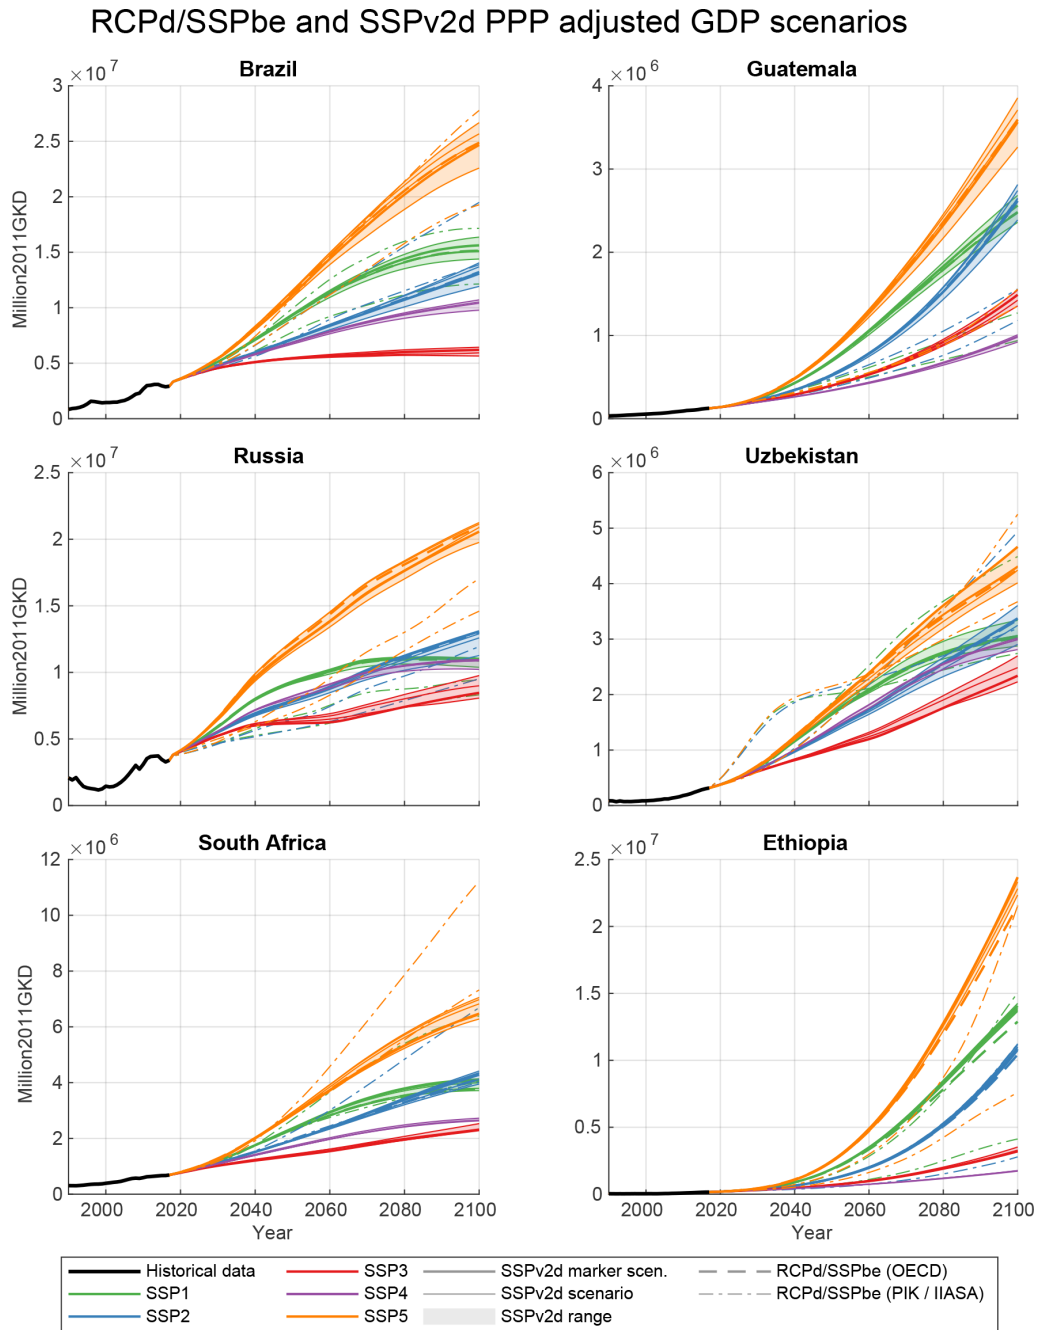 RCPd/SSPbe and SSPv2d PPP adjusted GDP scenarios
×10^7 Brazil
3
2.5
2
1.5
1
0.5
0
Million2011GKD
×10^6 Guatemala
4
3
2
1
0
×10^7 Russia
2.5
2
1.5
1
0.5
0
Million2011GKD
×10^6 Uzbekistan
6
5
4
3
2
1
0
×10^6 South Africa
12
10
8
6
4
2
0
Million2011GKD
2000 2020 2040 2060 2080 2100
Year
×10^7 Ethiopia
2.5
2
1.5
1
0.5
0
2000 2020 2040 2060 2080 2100
Year
Historical data SSP3 SSPv2d marker scen. RCPd/SSPbe (OECD)
SSP1 SSP4 SSPv2d scenario RCPd/SSPbe (PIK / IIASA)
SSP2 SSP5 SSPv2d range